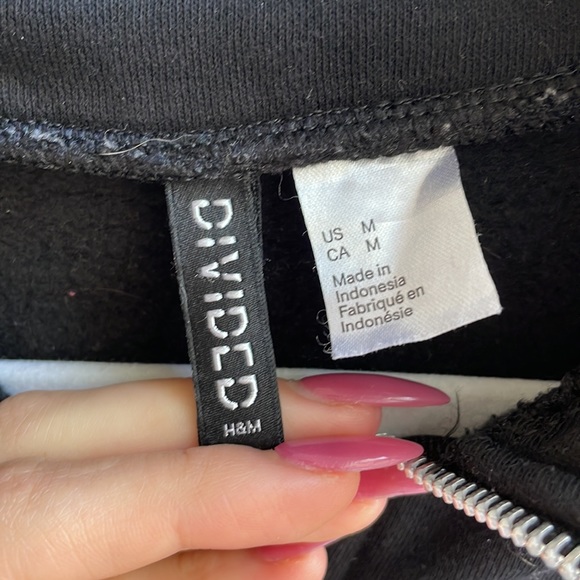 DIVIDED
H&M
US M
CA M
Made in
Indonesia
Fabriqué en
Indonésie